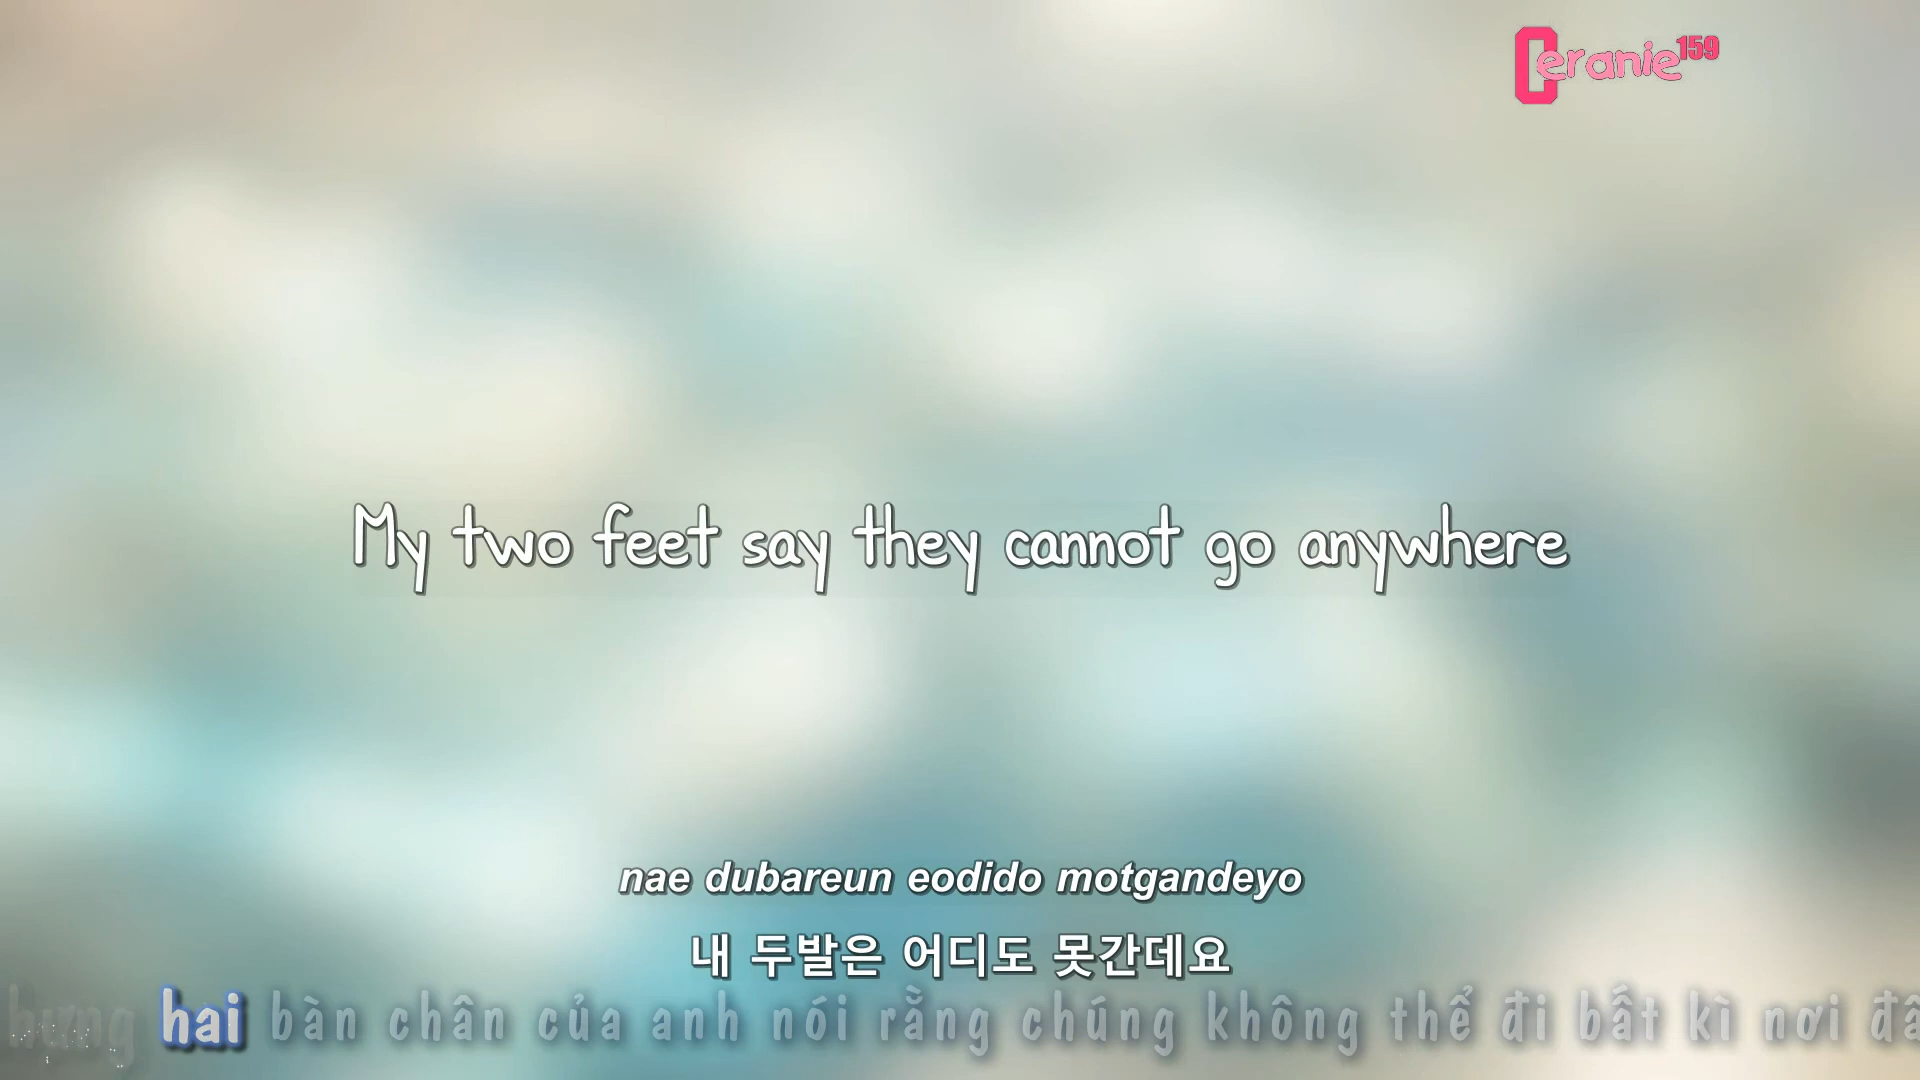 Ceranie159
My two feet say they cannot go anywhere
nae dubareun eodido motgandeyo
내 두발은 어디도 못간데요
hai bàn chân của anh nói rằng chúng không thể đi bất kì nơi